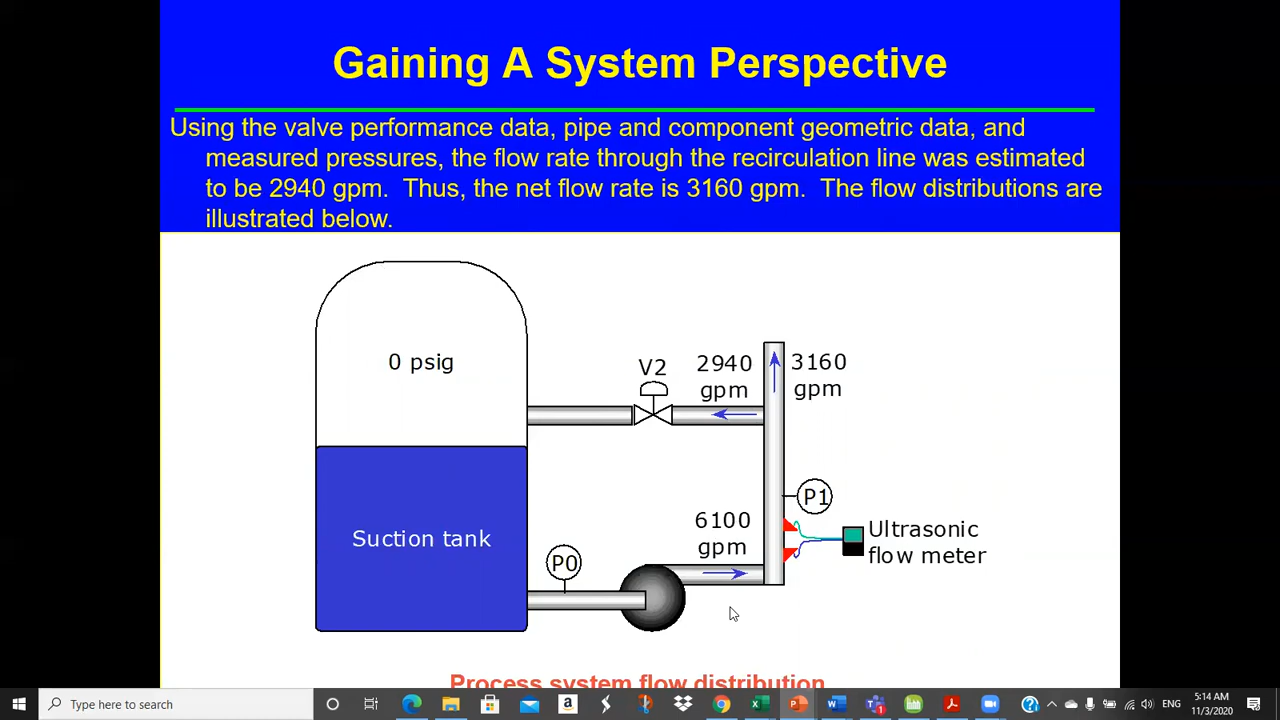 Gaining A System Perspective
Using the valve performance data, pipe and component geometric data, and
measured pressures, the flow rate through the recirculation line was estimated
to be 2940 gpm. Thus, the net flow rate is 3160 gpm. The flow distributions are
illustrated below.
0 psig
V2
2940
gpm
3160
gpm
P1
6100
gpm
Ultrasonic
flow meter
Suction tank
P0
Process system flow distribution
Type here to search
ENG
5:14 AM
11/3/2020